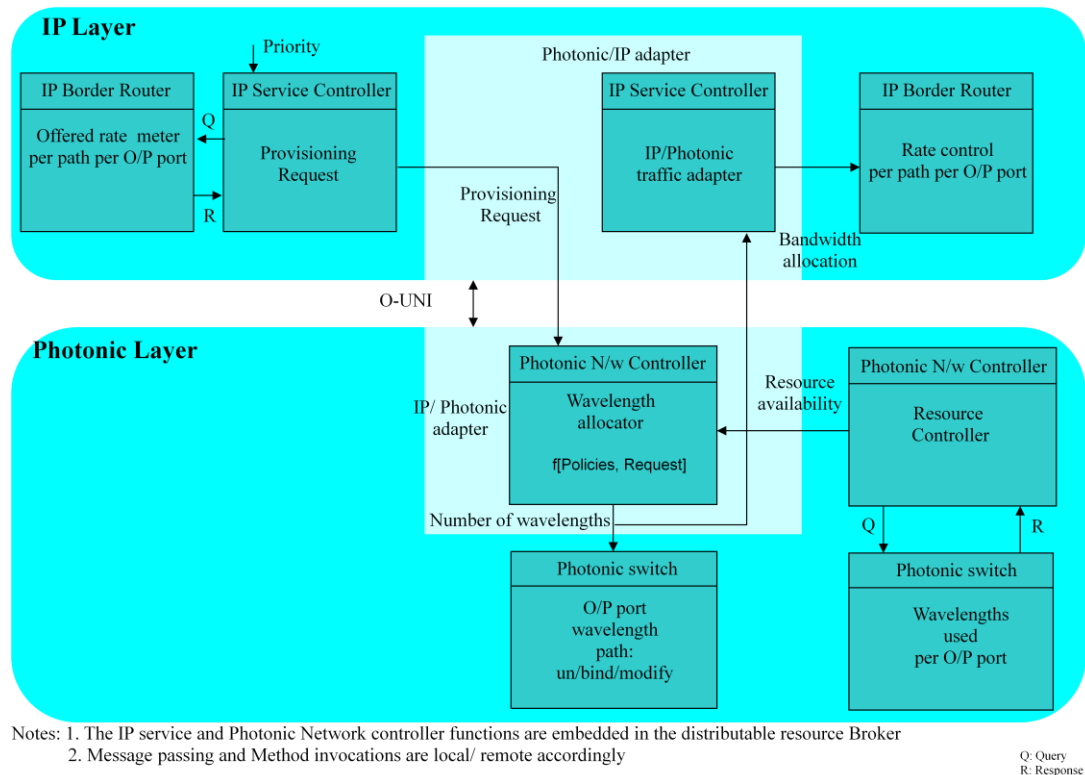 IP Layer
Priority
Photonic/IP adapter
IP Border Router
Offered rate meter
per path per O/P port
Q
R
IP Service Controller
Provisioning
Request
Provisioning
Request
IP Service Controller
IP/Photonic
traffic adapter
IP Border Router
Rate control
per path per O/P port
Bandwidth
allocation
O-UNI
Photonic Layer
IP/ Photonic
adapter
Photonic N/w Controller
Wavelength
allocator
f[Policies, Request]
Resource
availability
Photonic N/w Controller
Resource
Controller
Number of wavelengths
Q
R
Photonic switch
O/P port
wavelength
path:
un/bind/modify
Photonic switch
Wavelengths
used
per O/P port
Notes: 1. The IP service and Photonic Network controller functions are embedded in the distributable resource Broker
2. Message passing and Method invocations are local/ remote accordingly
Q: Query
R: Response